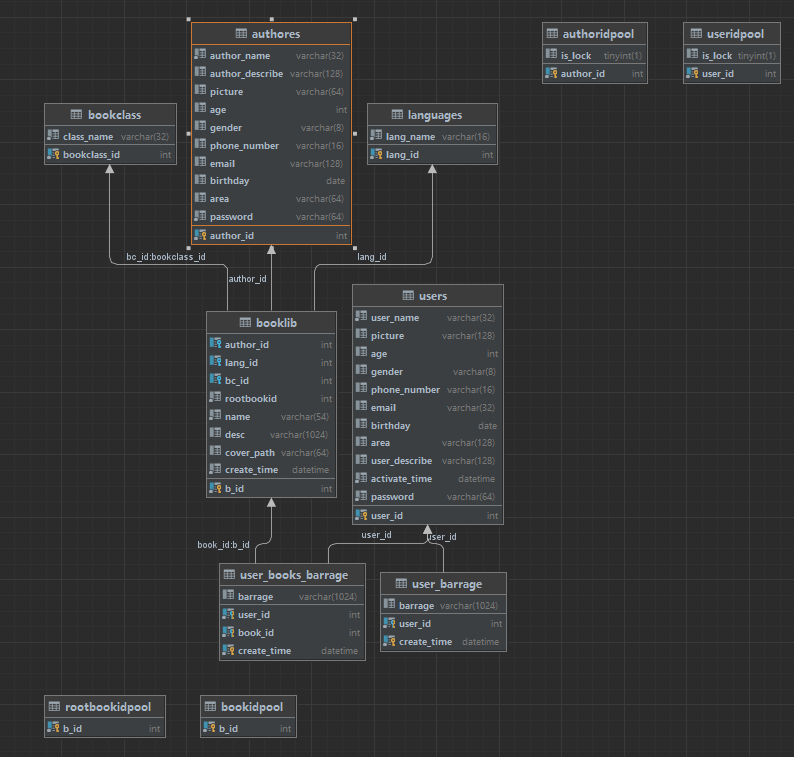 authores
author_name varchar(32)
author_describe varchar(128)
picture varchar(64)
age int
gender varchar(8)
phone_number varchar(16)
email varchar(128)
birthday date
area varchar(64)
password varchar(64)
author_id int
authoridpool
is_lock tinyint(1)
author_id int
useridpool
is_lock tinyint(1)
user_id int
bookclass
class_name varchar(32)
bookclass_id int
languages
lang_name varchar(16)
lang_id int
bc_id:bookclass_id
author_id
lang_id
booklib
author_id int
lang_id int
bc_id int
rootbookid int
name varchar(54)
desc varchar(1024)
cover_path varchar(64)
create_time datetime
b_id int
users
user_name varchar(32)
picture varchar(128)
age int
gender varchar(8)
phone_number varchar(16)
email varchar(32)
birthday date
area varchar(128)
user_describe varchar(128)
activate_time datetime
password varchar(64)
user_id int
book_id:b_id
user_id
user_id
user_books_barrage
barrage varchar(1024)
user_id int
book_id int
create_time datetime
user_barrage
barrage varchar(1024)
user_id int
create_time datetime
rootbookidpool
b_id int
bookidpool
b_id int